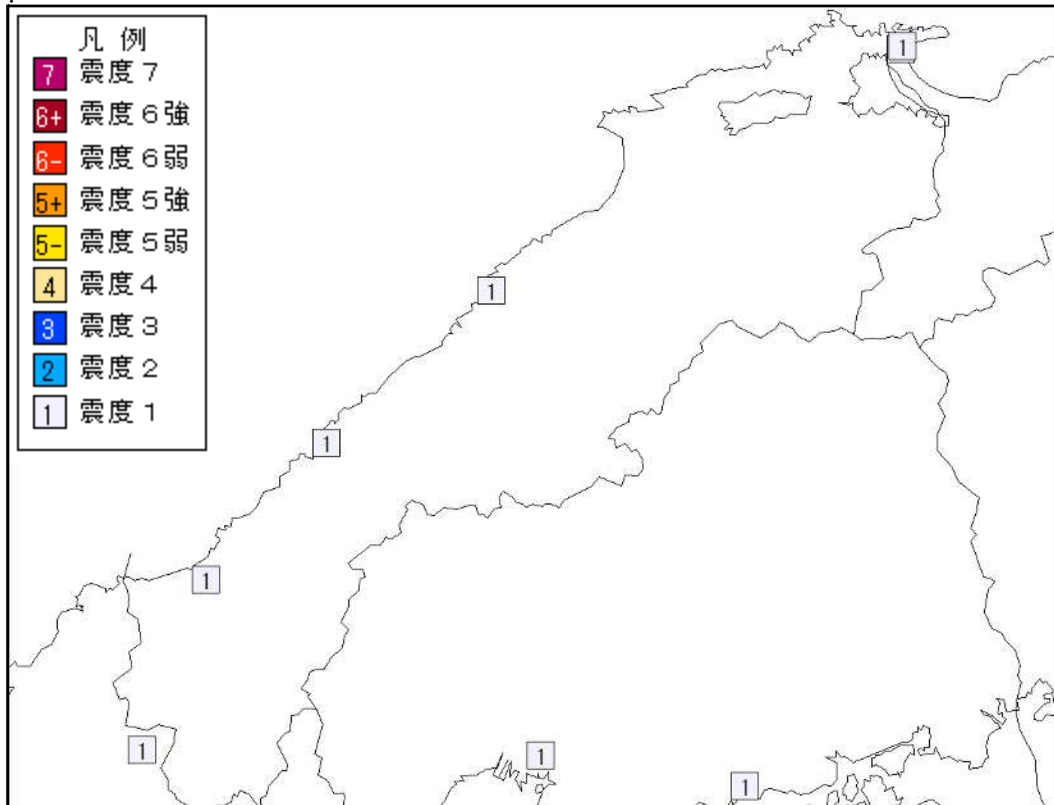 凡 例
7 震度７
6+ 震度６強
6- 震度６弱
5+ 震度５強
5- 震度５弱
4 震度４
3 震度３
2 震度２
1 震度１
1
1
1
1
1
1
1